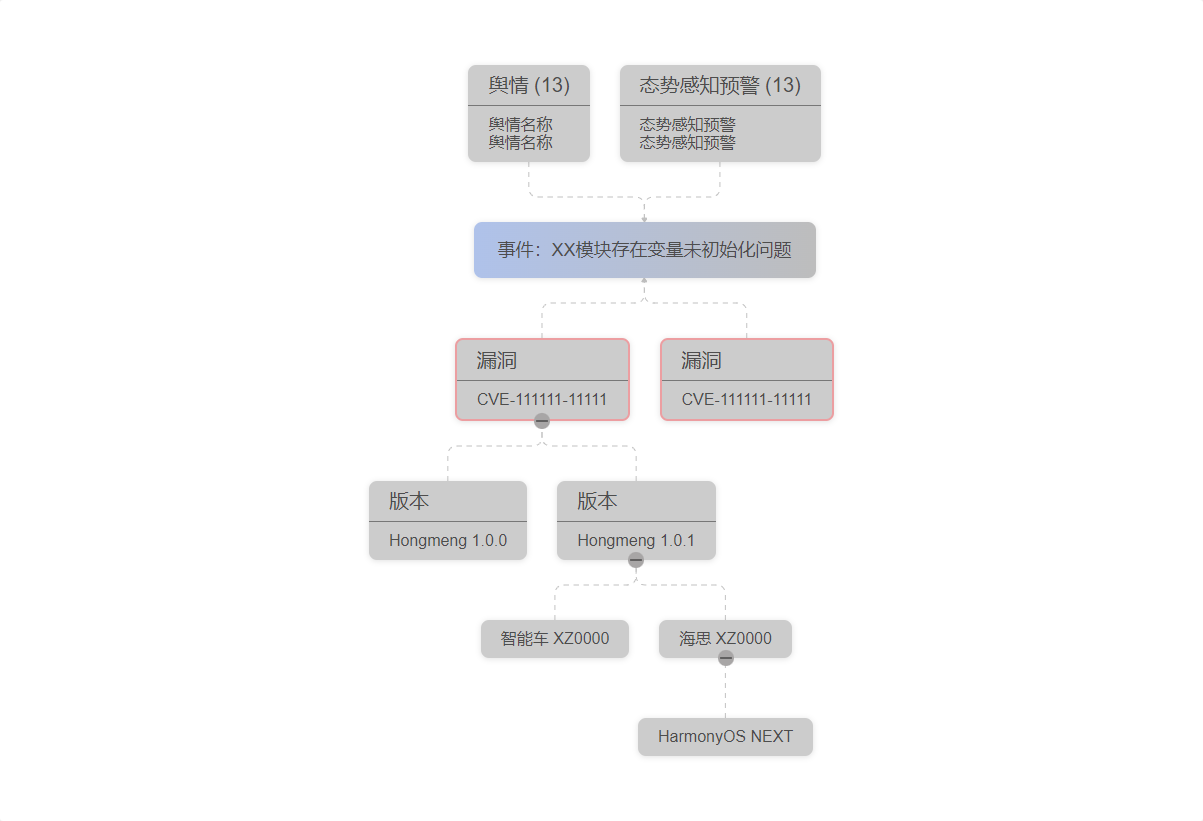 舆情 (13)
舆情名称
舆情名称
态势感知预警 (13)
态势感知预警
态势感知预警
事件：XX模块存在变量未初始化问题
漏洞
CVE-111111-11111
漏洞
CVE-111111-11111
版本
Hongmeng 1.0.0
版本
Hongmeng 1.0.1
智能车 XZ0000
海思 XZ0000
HarmonyOS NEXT